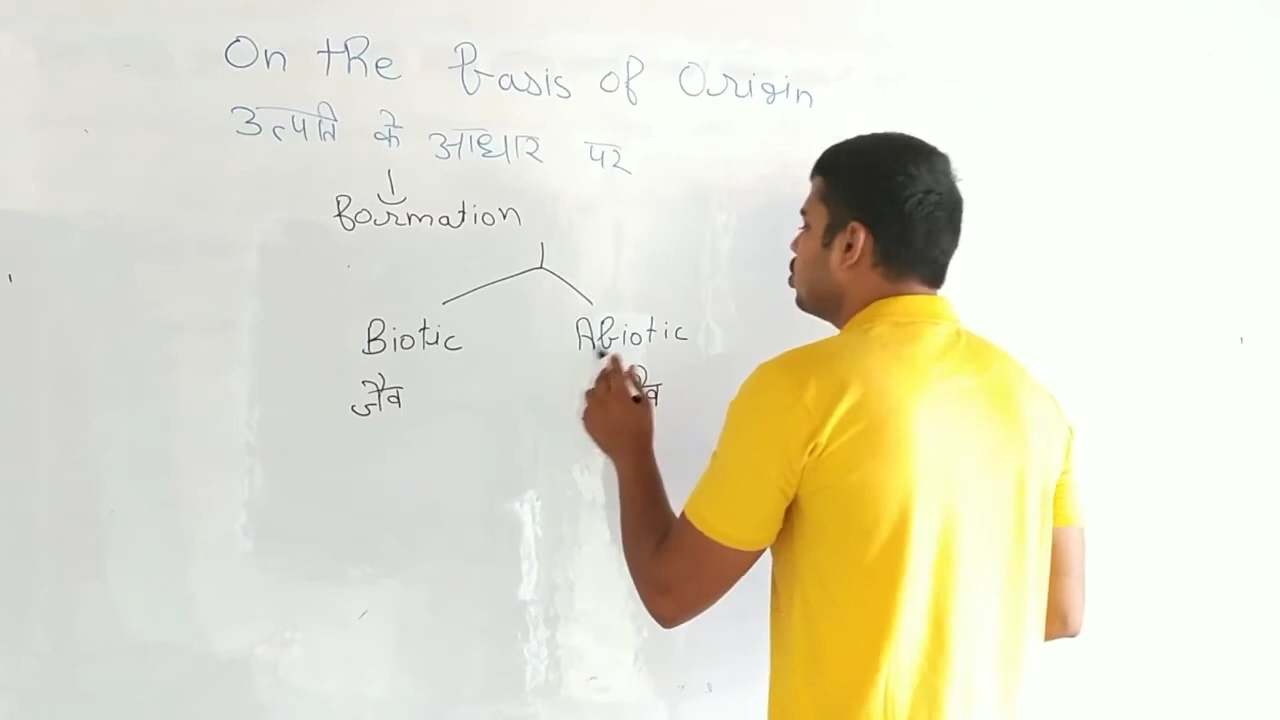 On the basis of Origin
उत्पत्ति के आधार पर
formation
Biotic Abiotic
जैव